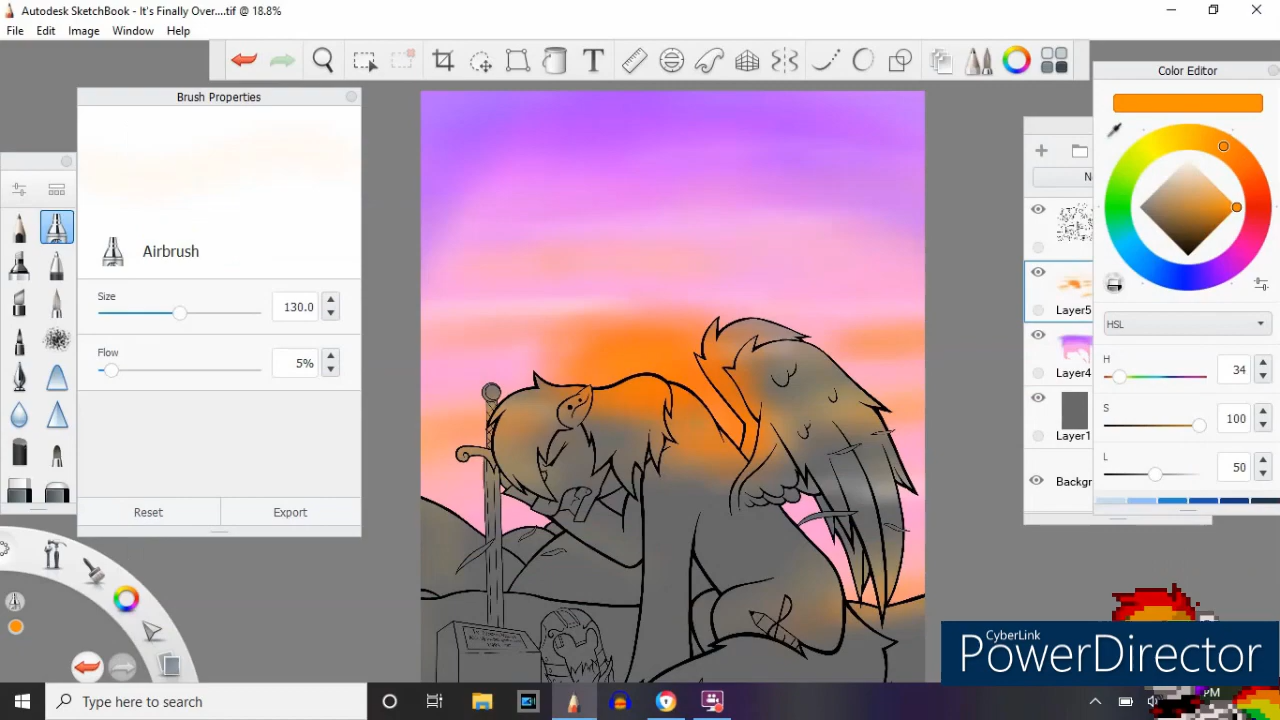 Autodesk SketchBook - It's Finally Over....tif @ 18.8%
File Edit Image Window Help
T
Brush Properties
Color Editor
Airbrush
Size
130.0
Flow
5%
Reset Export
N
Layer5
Layer4
Layer1
Backgr
HSL
H 34
S 100
L 50
CyberLink
PowerDirector
Type here to search
PM